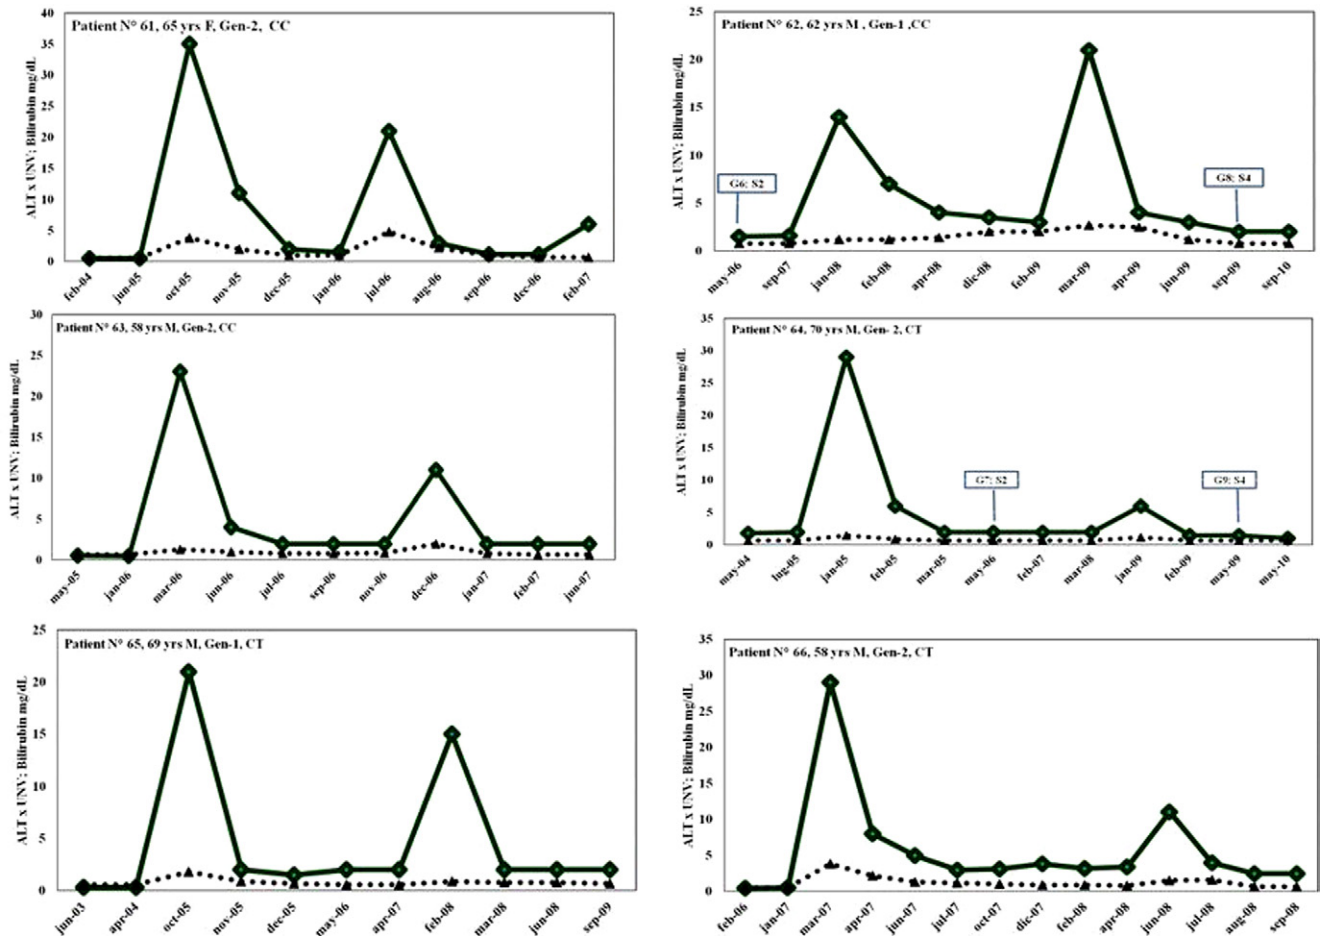 Patient N° 61, 65 yrs F, Gen-2, CC
ALT x UNV; Bilirubin mg/dL
40
35
30
25
20
15
10
5
0
feb-04
jun-05
oct-05
nov-05
dec-05
jan-06
jul-06
aug-06
sep-06
dec-06
feb-07
Patient N° 62, 62 yrs M , Gen-1 ,CC
ALT x UNV; Bilirubin mg/dL
25
20
15
10
5
0
G6; S2
G8; S4
may-06
sep-07
jan-08
feb-08
apr-08
dic-08
feb-09
mar-09
apr-09
jun-09
sep-09
sep-10
Patient N° 63, 58 yrs M, Gen-2, CC
ALT x UNV; Bilirubin mg/dL
30
25
20
15
10
5
0
may-05
jan-06
mar-06
jun-06
jul-06
sep-06
nov-06
dec-06
jan-07
feb-07
jun-07
Patient N° 64, 70 yrs M, Gen- 2, CT
ALT x UNV; Bilirubin mg/dL
35
30
25
20
15
10
5
0
G7; S2
G9; S4
may-04
lug-05
jan-05
feb-05
mar-05
may-06
feb-07
mar-08
jan-09
feb-09
may-09
may-10
Patient N° 65, 69 yrs M, Gen-1, CT
ALT x UNV; Bilirubin mg/dL
25
20
15
10
5
0
jun-03
apr-04
oct-05
nov-05
dec-05
may-06
apr-07
feb-08
mar-08
jun-08
sep-09
Patient N° 66, 58 yrs M, Gen-2, CT
ALT x UNV; Bilirubin mg/dL
35
30
25
20
15
10
5
0
feb-06
jan-07
mar-07
apr-07
jun-07
jul-07
oct-07
dic-07
feb-08
apr-08
jun-08
jul-08
aug-08
sep-08